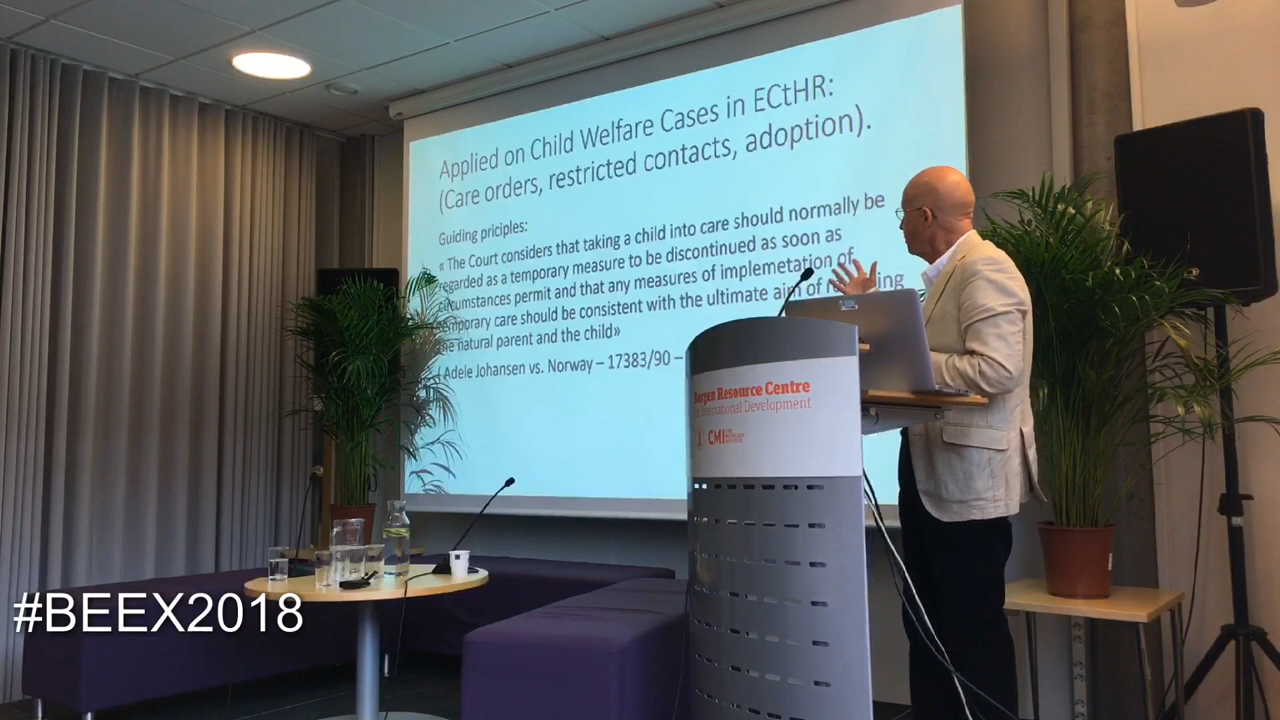 Applied on Child Welfare Cases in ECtHR:
(Care orders, restricted contacts, adoption).
Guiding priciples:
« The Court considers that taking a child into care should normally be
regarded as a temporary measure to be discontinued as soon as
circumstances permit and that any measures of implemetation of
temporary care should be consistent with the ultimate aim of
the natural parent and the child»
( Adele Johansen vs. Norway – 17383/90 –
Bergen Resource Centre
International Development
CMI
#BEEX2018